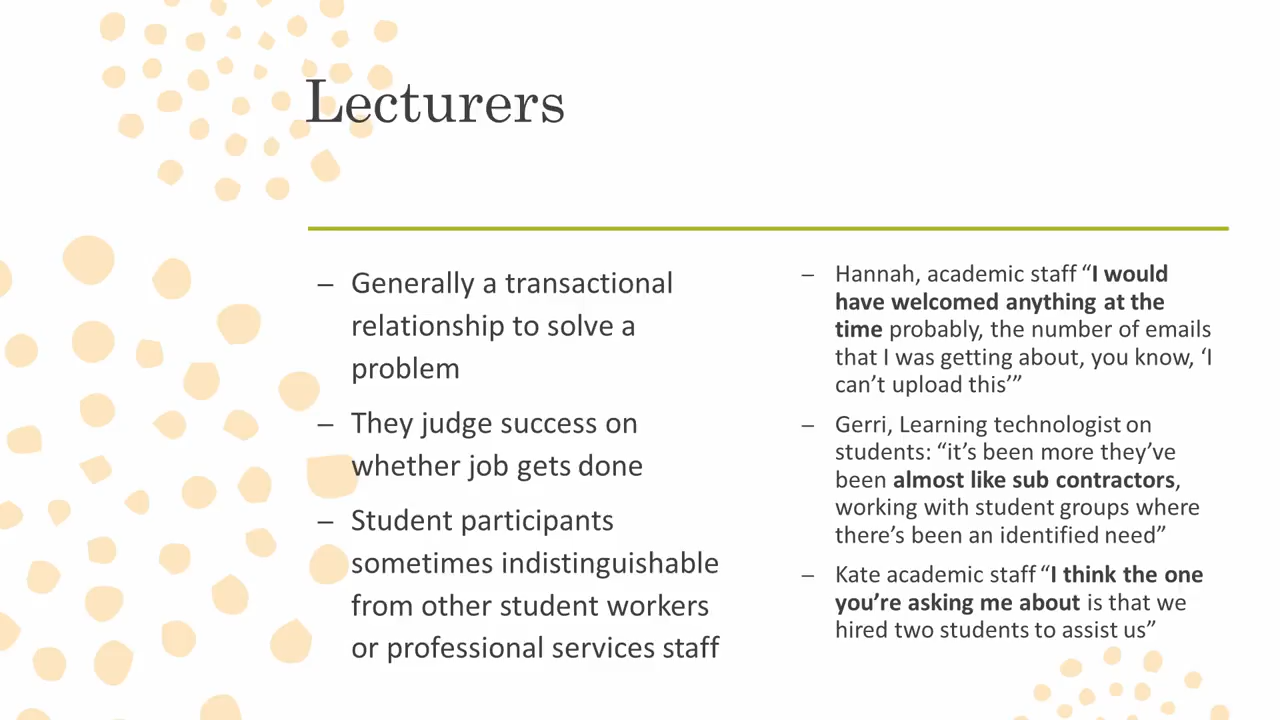 Lecturers
– Generally a transactional
relationship to solve a
problem
– They judge success on
whether job gets done
– Student participants
sometimes indistinguishable
from other student workers
or professional services staff
– Hannah, academic staff “I would
have welcomed anything at the
time probably, the number of emails
that I was getting about, you know, ‘I
can’t upload this’”
– Gerri, Learning technologist on
students: “it’s been more they’ve
been almost like sub contractors,
working with student groups where
there’s been an identified need”
– Kate academic staff “I think the one
you’re asking me about is that we
hired two students to assist us”